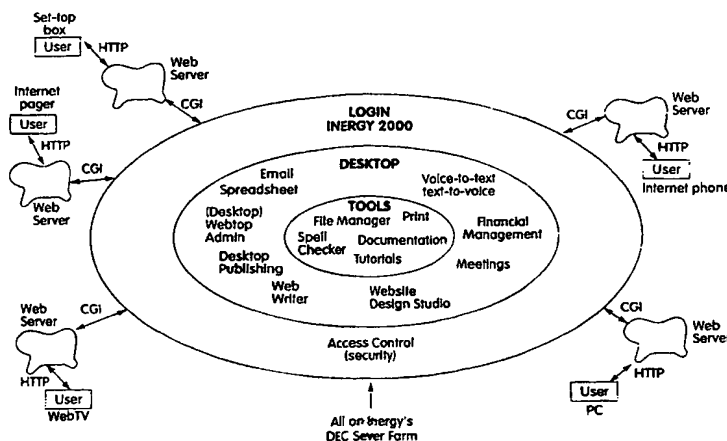 Set-top
box
User
HTTP
Web
Server
CGI
Internet
pager
User
HTTP
CGI
Web
Server
LOGIN
INERGY 2000
DESKTOP
Email
Spreadsheet
Voice-to-text
text-to-voice
TOOLS
File Manager
Print
Spell
Checker
Documentation
Tutorials
(Desktop)
Webtop
Admin
Financial
Management
Desktop
Publishing
Meetings
Web
Writer
Website
Design Studio
Access Control
(security)
CGI
Web
Server
HTTP
User
Internet phone
Web
Server
CGI
HTTP
User
WebTV
CGI
Web
Server
HTTP
User
PC
All on Inergy's
DEC Sever Farm